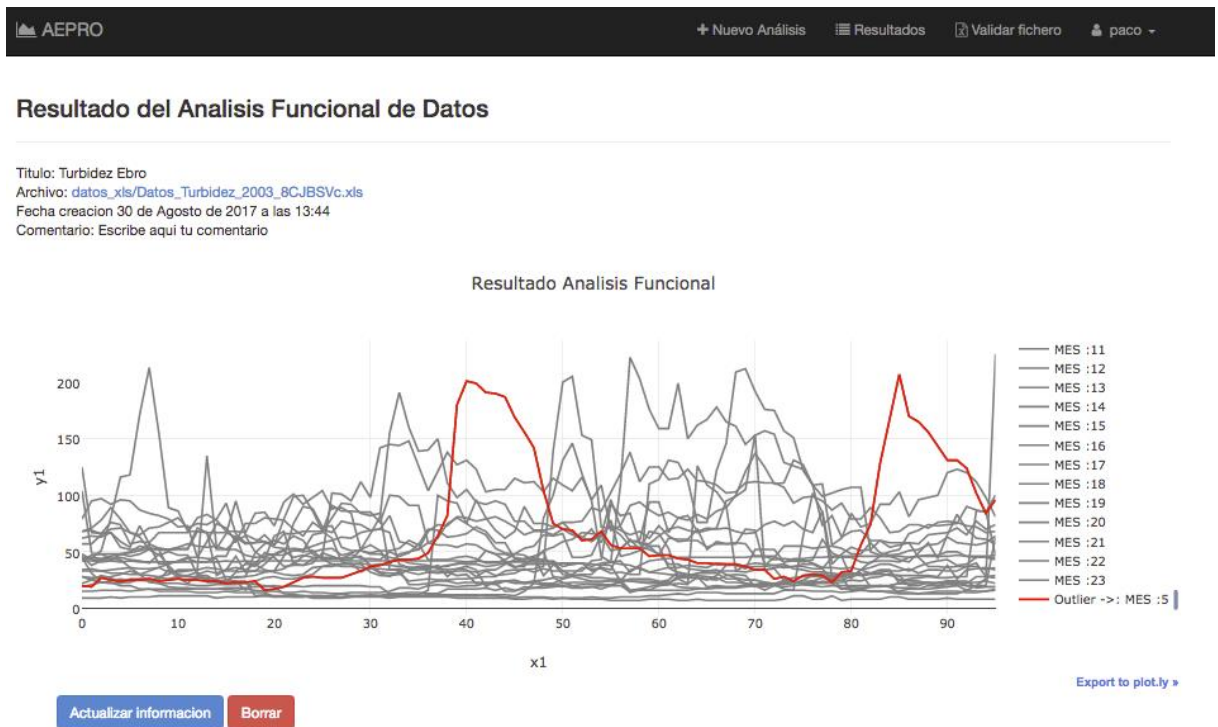 AEPRO
Nuevo Análisis Resultados Validar fichero paco
Resultado del Analisis Funcional de Datos
Titulo: Turbidez Ebro
Archivo: datos_xls/Datos_Turbidez_2003_8CJBSVc.xls
Fecha creacion 30 de Agosto de 2017 a las 13:44
Comentario: Escribe aqui tu comentario
Resultado Analisis Funcional
MES :11
MES :12
MES :13
MES :14
MES :15
MES :16
MES :17
MES :18
MES :19
MES :20
MES :21
MES :22
MES :23
Outlier ->: MES :5
200
150
100
50
0
y1
0 10 20 30 40 50 60 70 80 90
x1
Export to plot.ly »
Actualizar informacion Borrar